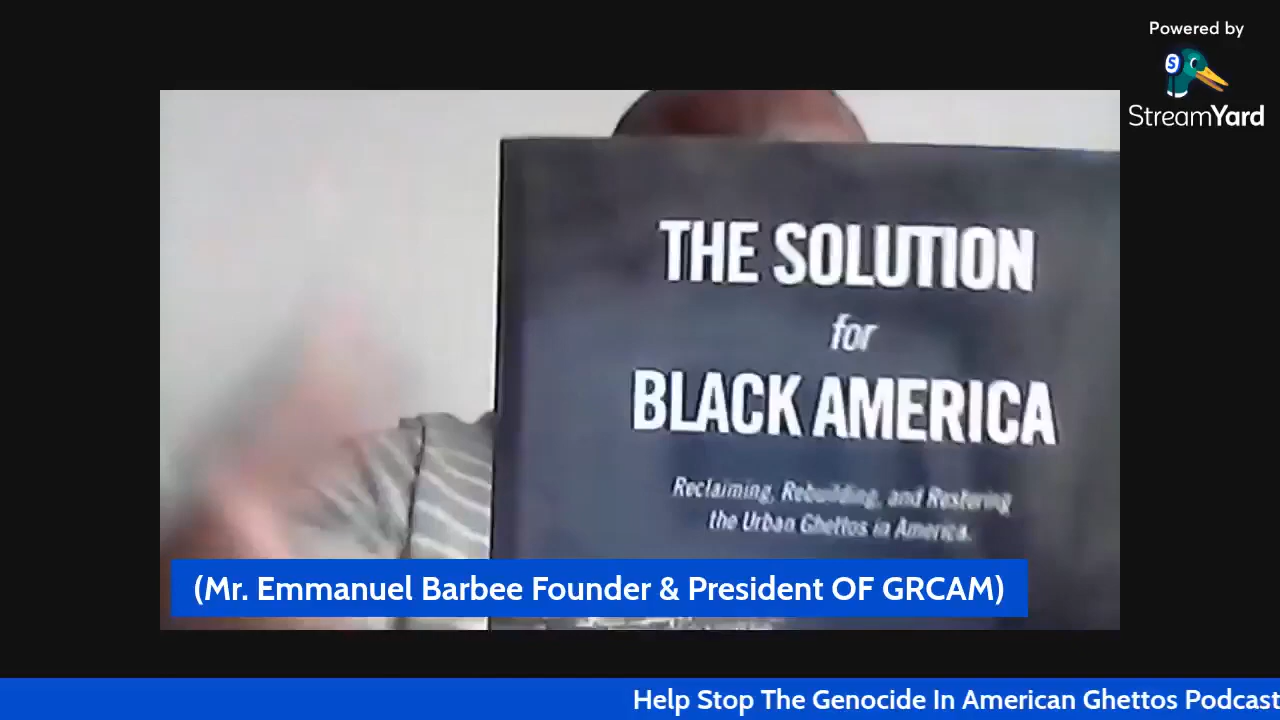 Powered by
S
StreamYard
THE SOLUTION
for
BLACK AMERICA
Reclaiming, Rebuilding, and Restoring
the Urban Ghettos in America.
(Mr. Emmanuel Barbee Founder & President OF GRCAM)
Help Stop The Genocide In American Ghettos Podcast